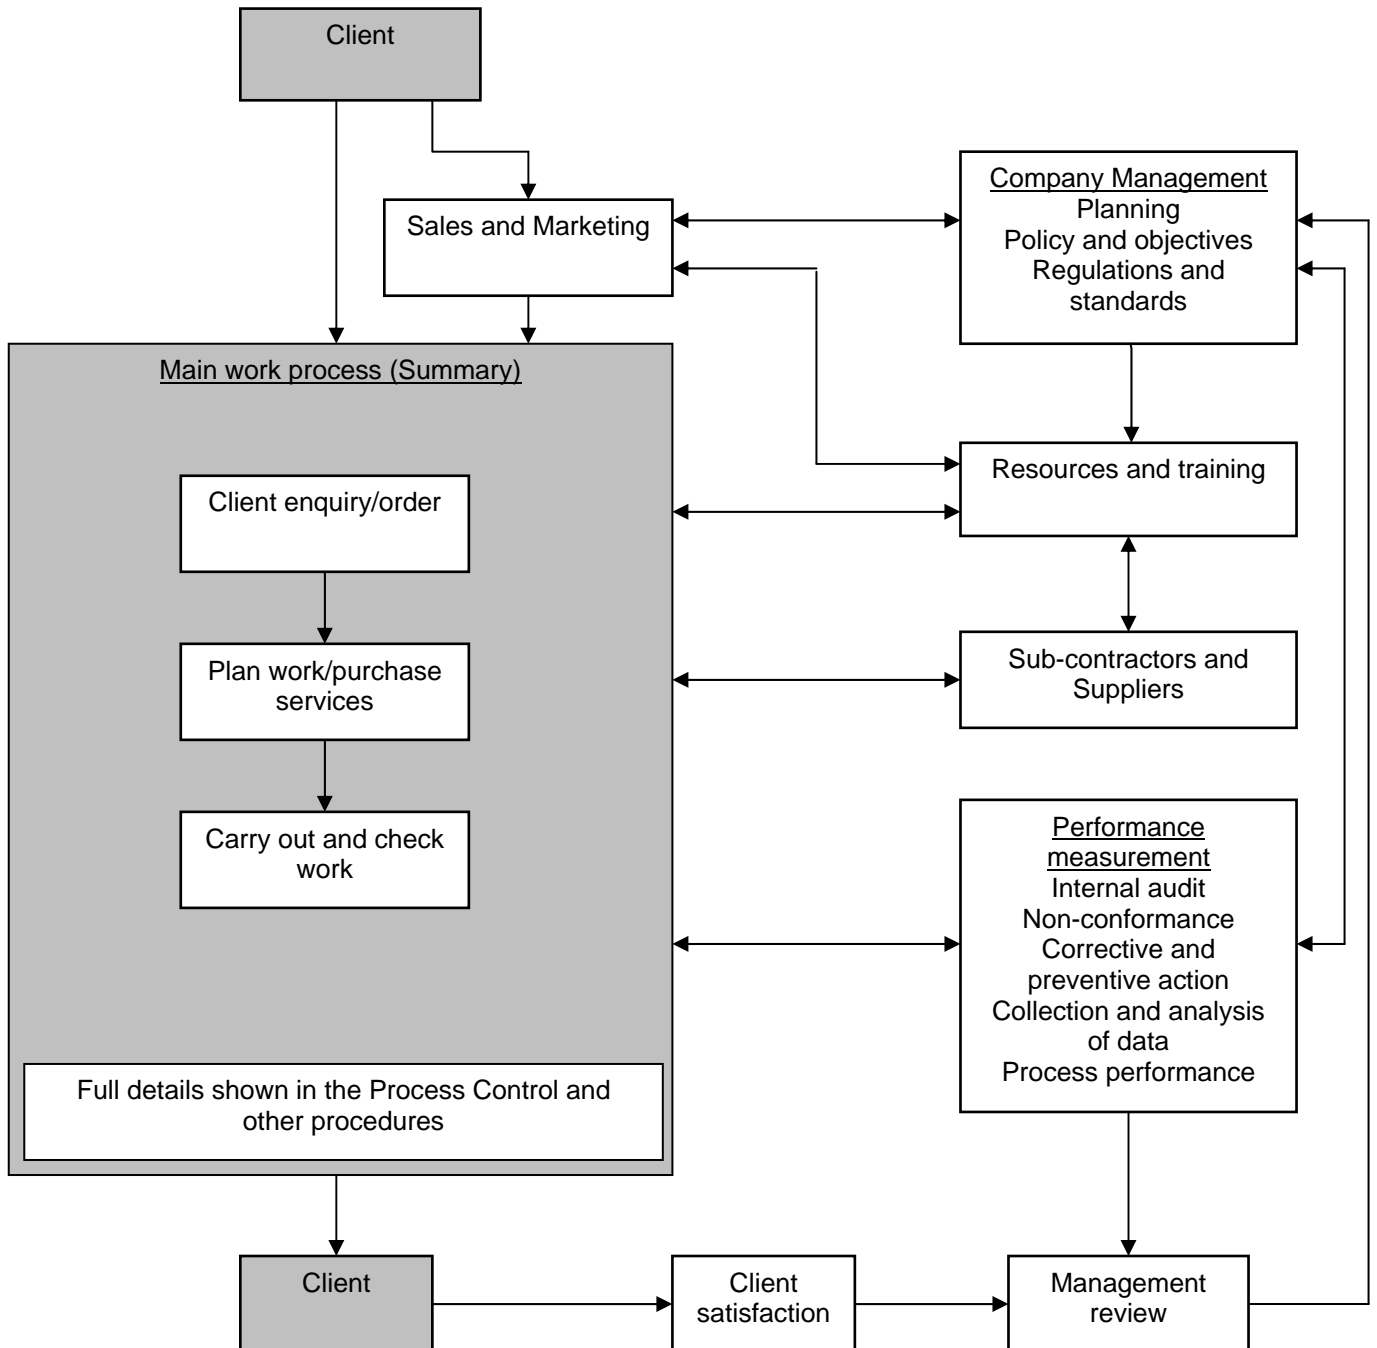 Client
Sales and Marketing
Company Management
Planning
Policy and objectives
Regulations and
standards
Main work process (Summary)
Client enquiry/order
Plan work/purchase
services
Carry out and check
work
Full details shown in the Process Control and
other procedures
Resources and training
Sub-contractors and
Suppliers
Performance
measurement
Internal audit
Non-conformance
Corrective and
preventive action
Collection and analysis
of data
Process performance
Client
Client
satisfaction
Management
review